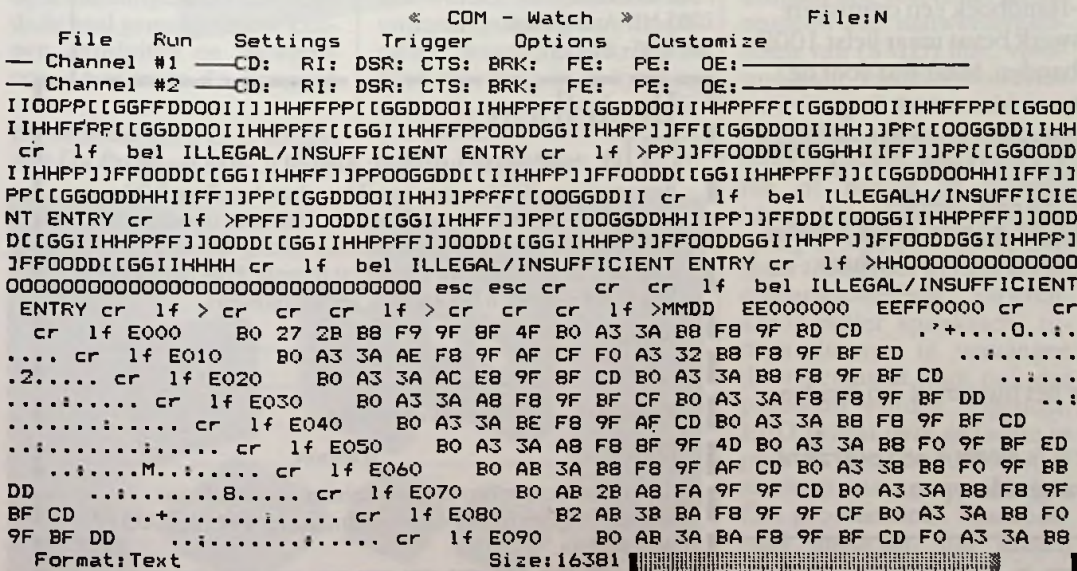 « COM - Watch » File:N
File Run Settings Trigger Options Customize
Channel #1 CD: RI: DSR: CTS: BRK: FE: PE: OE:
Channel #2 CD: RI: DSR: CTS: BRK: FE: PE: OE:
IIOOPP[[GGFFDDOOII]]HHFFPP[[GGDDOOIIHHPPFF[[GGDDOOIIHHPPFF[[GGDDOOIIHHFFPP[[GGOO
IIHHFFPP[[GGDDOOIIHHPPFF[[GGIIHHFFPPOODDGGIIHHPP]]FF[[GGDDOOIIHH]]PP[[OOGGDDIIHH
cr lf bel ILLEGAL/INSUFFICIENT ENTRY cr lf >PP]]FFOODD[[GGHHIIFF]]PP[[GGOODD
IIHHPP]]FFOODD[[GGIIHHFF]]PPOOGGDD[[IIHHPP]]FFOODD[[GGIIHHPPFF]][[GGDDOOHHIIFF]]
PP[[GGOODDHHIIFF]]PP[[GGDDOOIIHH]]PPFF[[OOGGDDII cr lf bel ILLEGALH/INSUFFICIE
NT ENTRY cr lf >PPFF]]OODD[[GGIIHHFF]]PP[[OOGGDDHHIIPP]]FFDD[[OOGGIIHHPPFF]]OOD
D[[GGIIHHPPFF]]OODD[[GGIIHHPPFF]]OODD[[GGIIHHPP]]FFOODDGGIIHHPP]]FFOODDGGIIHHPP]
]FFOODD[[GGIIHHHH cr lf bel ILLEGAL/INSUFFICIENT ENTRY cr lf >HHOOOOOOOOOOOOOO
OOOOOOOOOOOOOOOOOOOOOOOOOOOOOOOO esc esc cr cr cr lf bel ILLEGAL/INSUFFICIENT
ENTRY cr lf > cr cr cr lf > cr cr cr lf >MMDD EE000000 EEFF0000 cr cr
cr lf E000 B0 27 2B B8 F9 9F 8F 4F B0 A3 3A B8 F8 9F BD CD .'+....O..:.
.... cr lf E010 B0 A3 3A AE F8 9F AF CF F0 A3 32 B8 F8 9F BF ED ..:.......
.2..... cr lf E020 B0 A3 3A AC E8 9F 8F CD B0 A3 3A B8 F8 9F BF CD ..:...
....:..... cr lf E030 B0 A3 3A A8 F8 9F BF CF B0 A3 3A F8 F8 9F BF DD ..:
.......:..... cr lf E040 B0 A3 3A BE F8 9F AF CD B0 A3 3A B8 F8 9F BF CD
..:.......:..... cr lf E050 B0 A3 3A A8 F8 BF 9F 4D B0 A3 3A B8 F0 9F BF ED
..:....M..:..... cr lf E060 B0 AB 3A B8 F8 9F AF CD B0 A3 38 B8 F0 9F BB
DD ..:.......8..... cr lf E070 B0 AB 2B A8 FA 9F 9F CD B0 A3 3A B8 F8 9F
BF CD ..+.......:..... cr lf E080 B2 AB 3B BA F8 9F 9F CF B0 A3 3A B8 F0
9F BF DD ..;.......:..... cr lf E090 B0 AB 3A BA F8 9F BF CD F0 A3 3A B8
Format:Text Size:16381